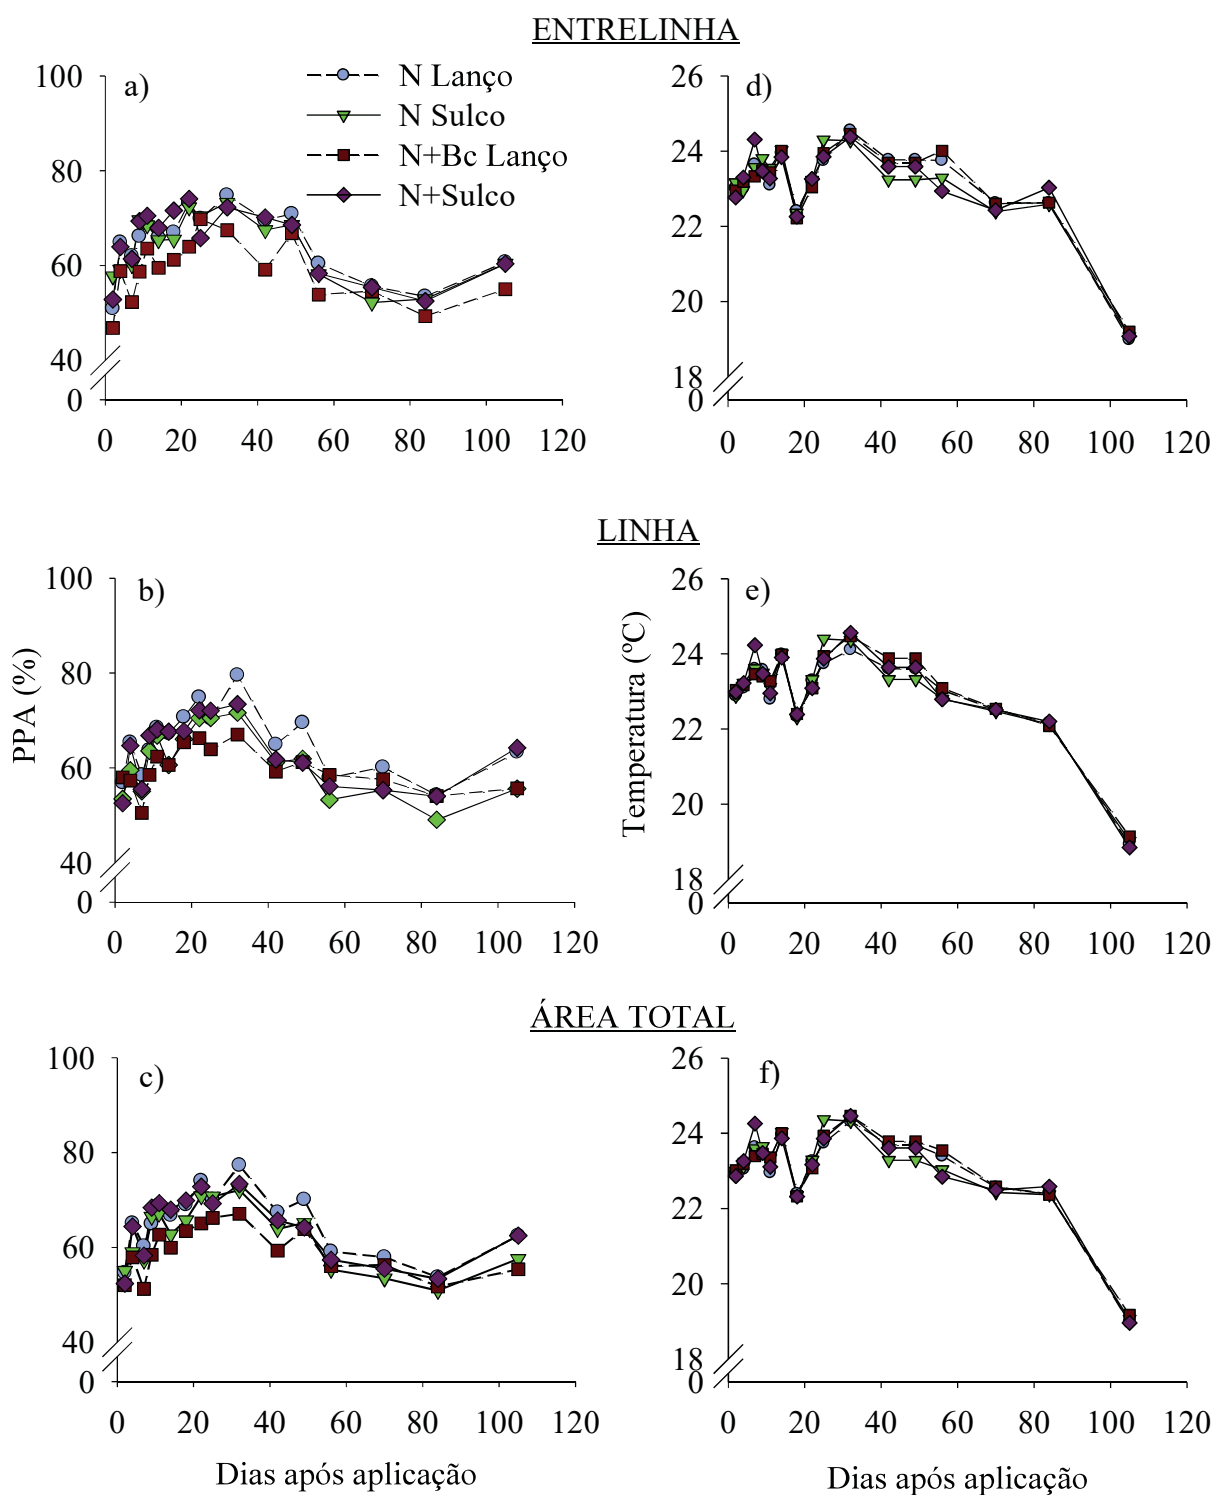 ENTRELINHA
a)
N Lanço
N Sulco
N+Bc Lanço
N+Sulco
100
80
60
40
0
0 20 40 60 80 100 120
d)
26
24
22
20
18
0
0 20 40 60 80 100 120
LINHA
b)
PPA (%)
100
80
60
40
0
0 20 40 60 80 100 120
e)
Temperatura (ºC)
26
24
22
20
18
0
0 20 40 60 80 100 120
ÁREA TOTAL
c)
100
80
60
40
0
0 20 40 60 80 100 120
Dias após aplicação
f)
26
24
22
20
18
0
0 20 40 60 80 100 120
Dias após aplicação